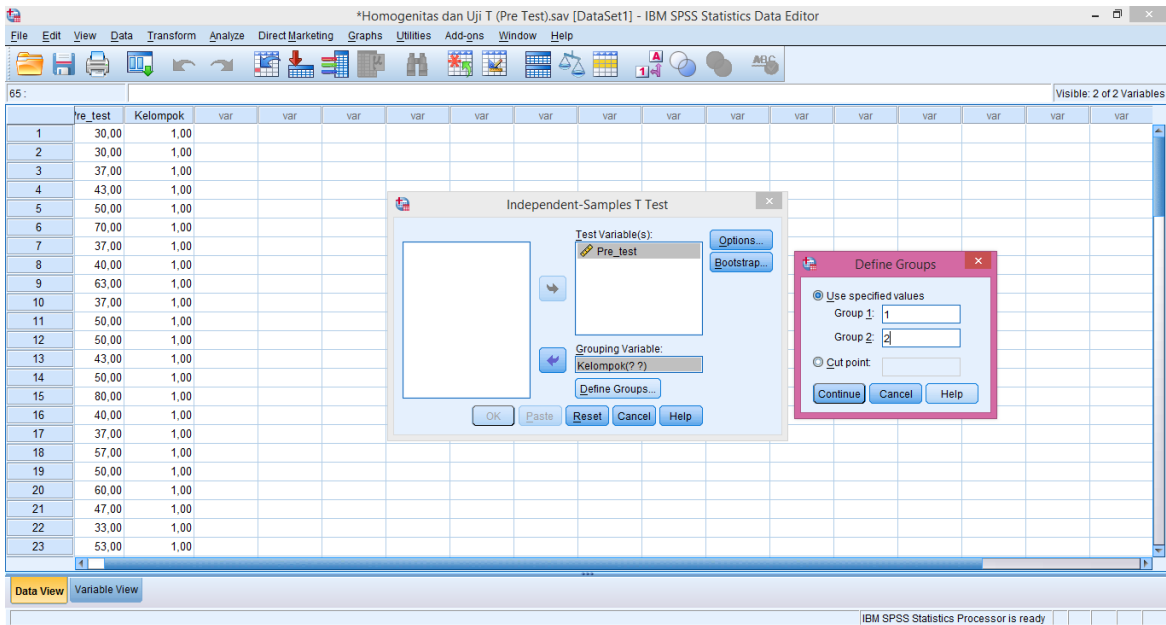 *Homogenitas dan Uji T (Pre Test).sav [DataSet1] - IBM SPSS Statistics Data Editor
File Edit View Data Transform Analyze Direct Marketing Graphs Utilities Add-ons Window Help
65 : Visible: 2 of 2 Variables
Pre_test Kelompok var var var var var var var var var var var var var var var
1 30,00 1,00
2 30,00 1,00
3 37,00 1,00
4 43,00 1,00
5 50,00 1,00
6 70,00 1,00
7 37,00 1,00
8 40,00 1,00
9 63,00 1,00
10 37,00 1,00
11 50,00 1,00
12 50,00 1,00
13 43,00 1,00
14 50,00 1,00
15 80,00 1,00
16 40,00 1,00
17 37,00 1,00
18 57,00 1,00
19 50,00 1,00
20 60,00 1,00
21 47,00 1,00
22 33,00 1,00
23 53,00 1,00
Independent-Samples T Test
Test Variable(s):
Pre_test
Options...
Bootstrap...
Grouping Variable:
Kelompok(? ?)
Define Groups...
OK Paste Reset Cancel Help
Define Groups
Use specified values
Group 1: 1
Group 2: 2
Cut point:
Continue Cancel Help
Data View Variable View
IBM SPSS Statistics Processor is ready